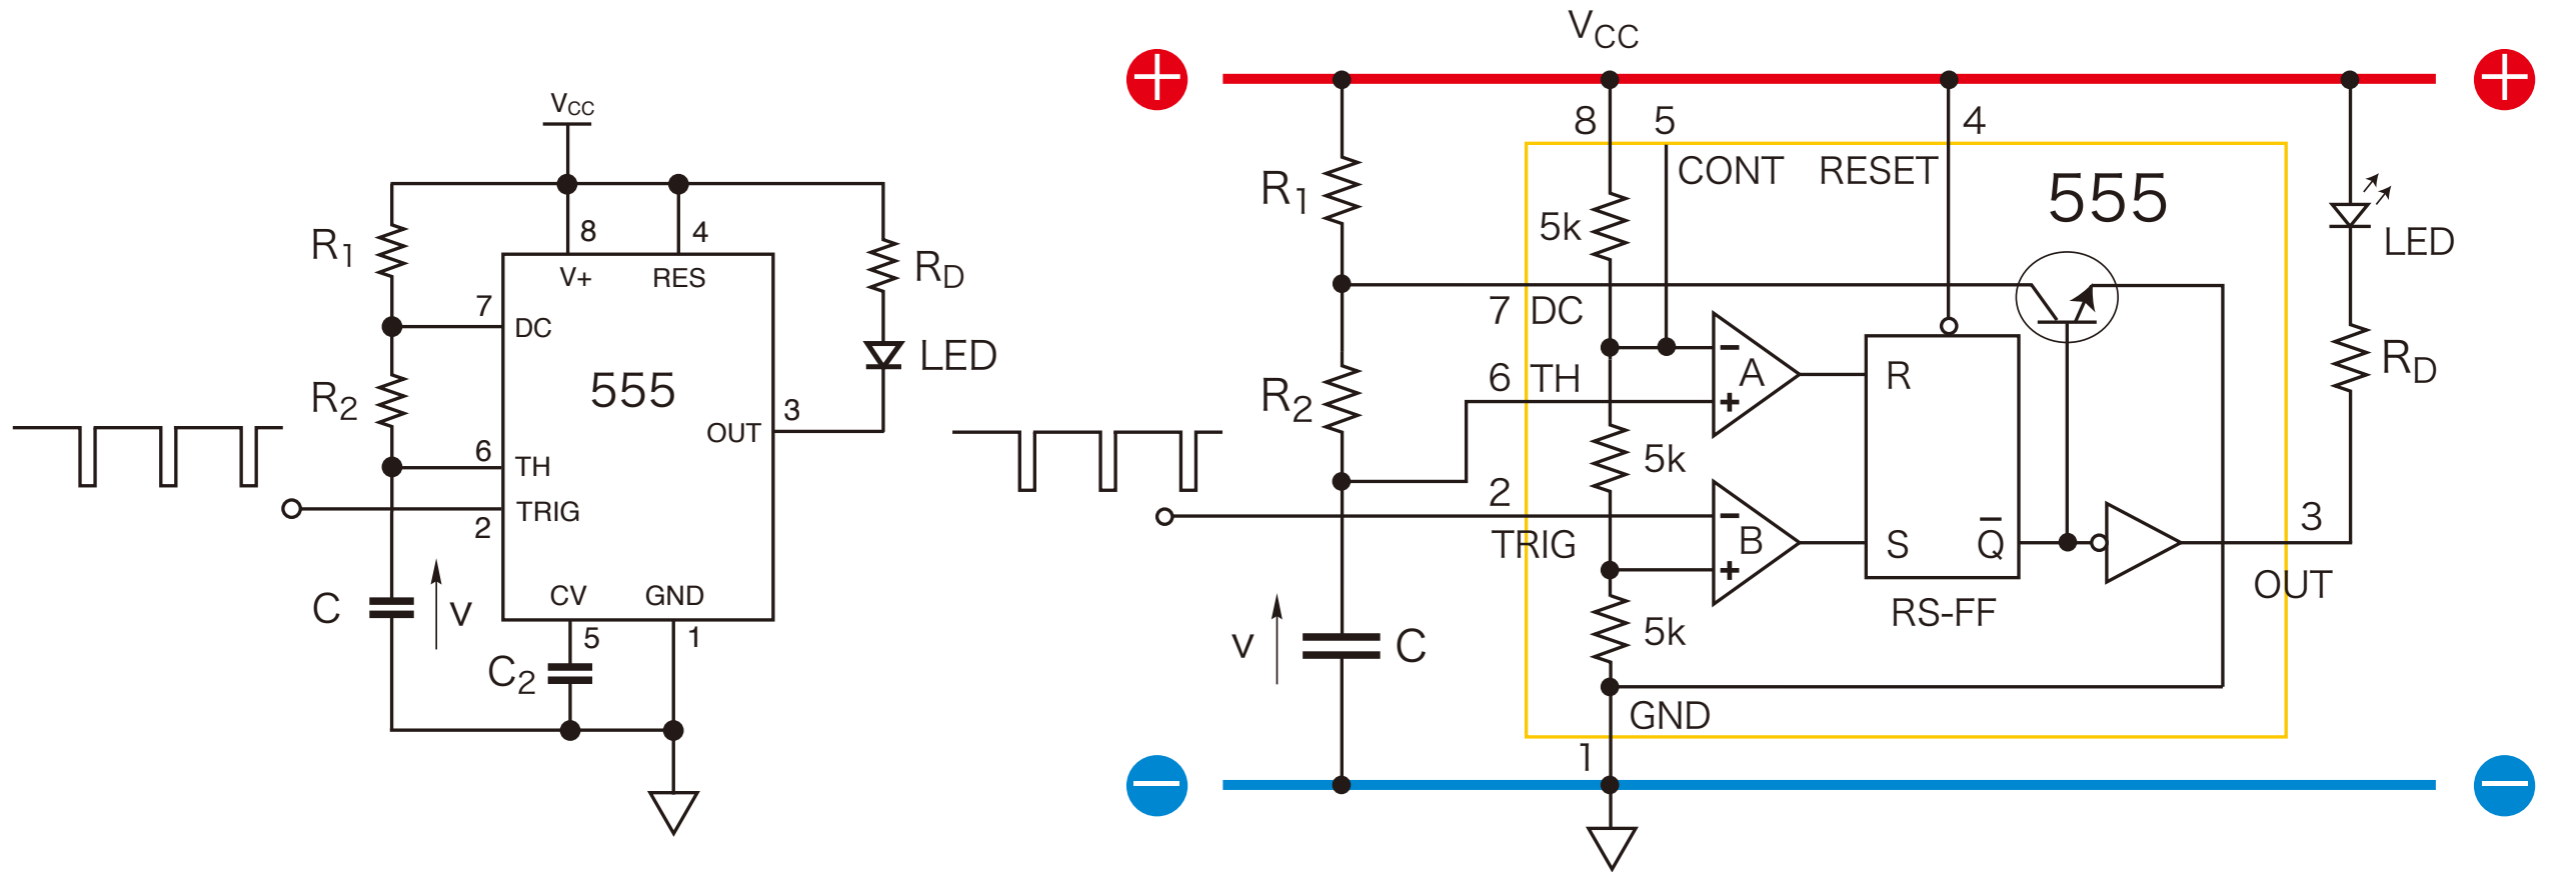 VCC
R1
8
4
V+
RES
RD
7
DC
R2
555
LED
3
OUT
6
TH
TRIG
2
C
v
CV
GND
5
1
C2
VCC
+
+
8
5
4
CONT
RESET
R1
555
5k
LED
7
DC
6
TH
A
R
RD
R2
5k
2
TRIG
B
S
Q
3
OUT
v
C
5k
RS-FF
GND
1
−
−